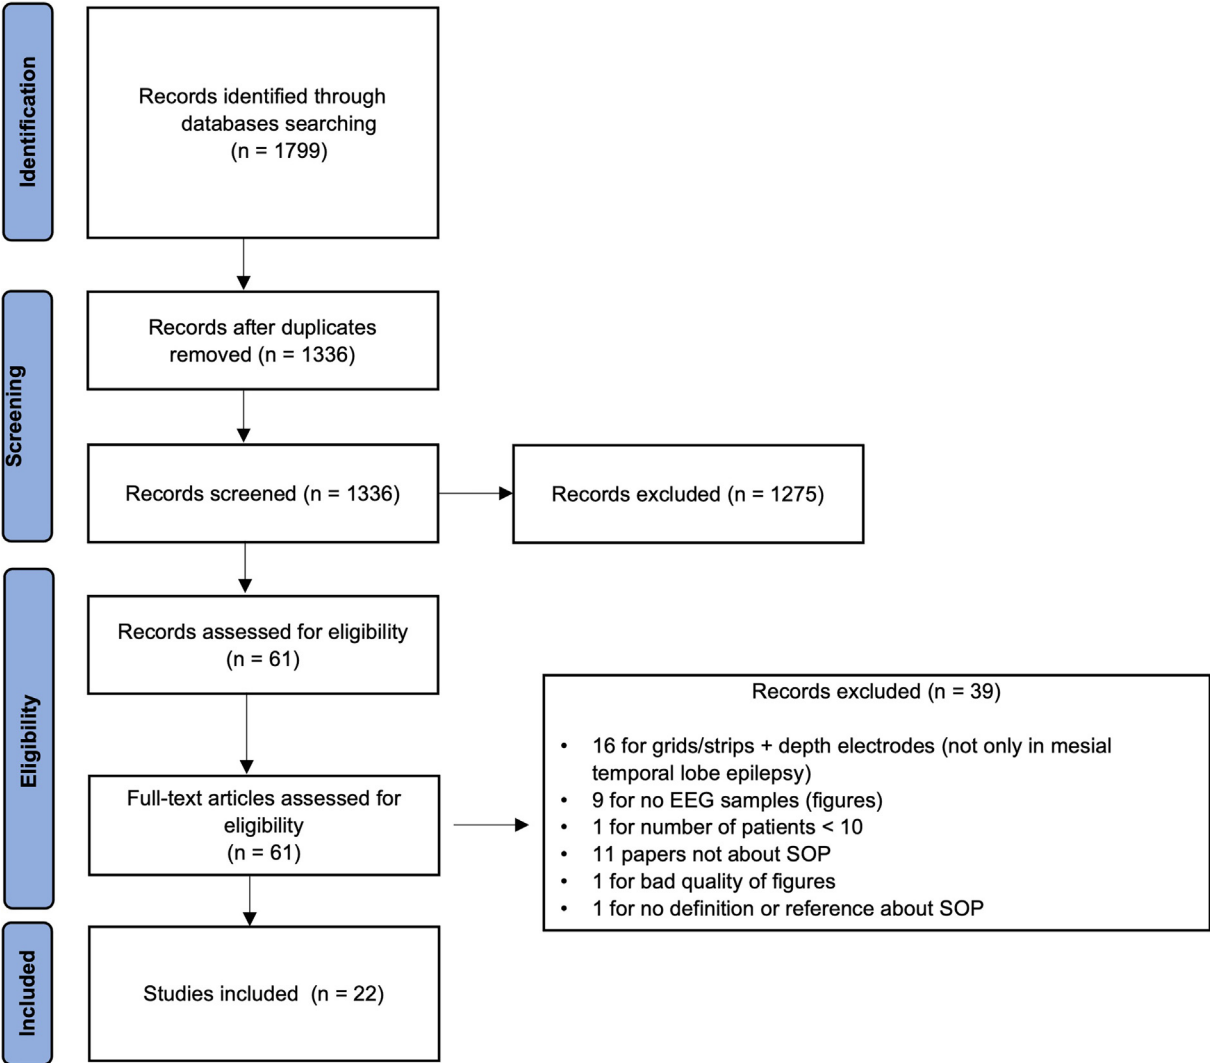 Identification
Records identified through
databases searching
(n = 1799)
Screening
Records after duplicates
removed (n = 1336)
Records screened (n = 1336)
Records excluded (n = 1275)
Eligibility
Records assessed for eligibility
(n = 61)
Full-text articles assessed for
eligibility
(n = 61)
Records excluded (n = 39)
• 16 for grids/strips + depth electrodes (not only in mesial
temporal lobe epilepsy)
• 9 for no EEG samples (figures)
• 1 for number of patients < 10
• 11 papers not about SOP
• 1 for bad quality of figures
• 1 for no definition or reference about SOP
Included
Studies included (n = 22)